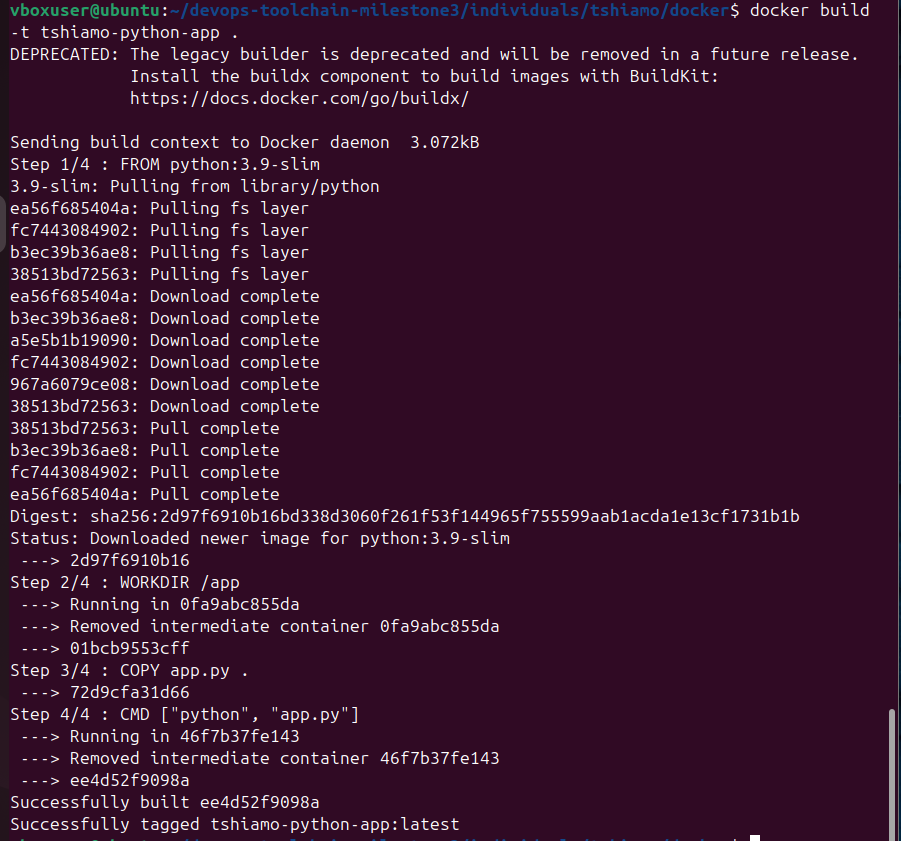 vboxuser@ubuntu:~/devops-toolchain-milestone3/individuals/tshiamo/docker$ docker build
-t tshiamo-python-app .
DEPRECATED: The legacy builder is deprecated and will be removed in a future release.
            Install the buildx component to build images with BuildKit:
            https://docs.docker.com/go/buildx/

Sending build context to Docker daemon  3.072kB
Step 1/4 : FROM python:3.9-slim
3.9-slim: Pulling from library/python
ea56f685404a: Pulling fs layer
fc7443084902: Pulling fs layer
b3ec39b36ae8: Pulling fs layer
38513bd72563: Pulling fs layer
ea56f685404a: Download complete
b3ec39b36ae8: Download complete
a5e5b1b19090: Download complete
fc7443084902: Download complete
967a6079ce08: Download complete
38513bd72563: Download complete
38513bd72563: Pull complete
b3ec39b36ae8: Pull complete
fc7443084902: Pull complete
ea56f685404a: Pull complete
Digest: sha256:2d97f6910b16bd338d3060f261f53f144965f755599aab1acda1e13cf1731b1b
Status: Downloaded newer image for python:3.9-slim
 ---> 2d97f6910b16
Step 2/4 : WORKDIR /app
 ---> Running in 0fa9abc855da
 ---> Removed intermediate container 0fa9abc855da
 ---> 01bcb9553cff
Step 3/4 : COPY app.py .
 ---> 72d9cfa31d66
Step 4/4 : CMD ["python", "app.py"]
 ---> Running in 46f7b37fe143
 ---> Removed intermediate container 46f7b37fe143
 ---> ee4d52f9098a
Successfully built ee4d52f9098a
Successfully tagged tshiamo-python-app:latest